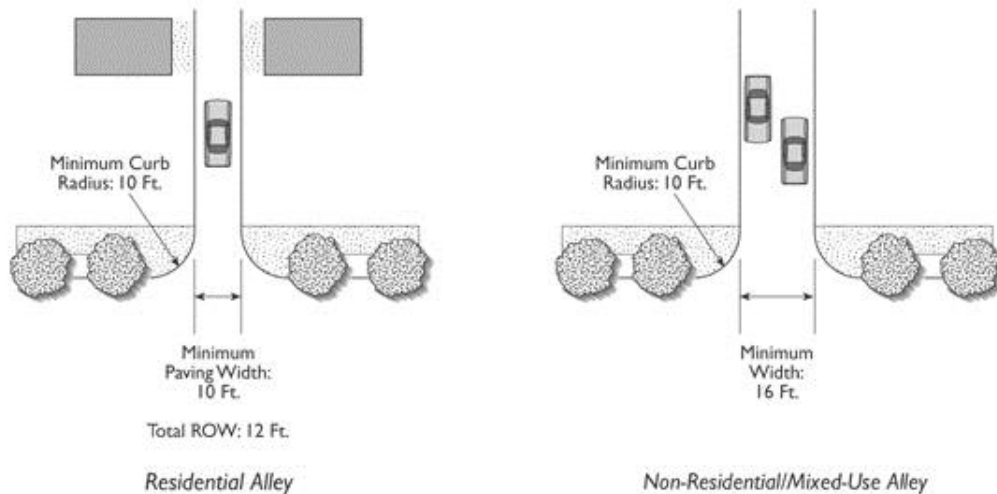 Minimum Curb
Radius: 10 Ft.
Minimum
Paving Width:
10 Ft.
Total ROW: 12 Ft.
Residential Alley
Minimum Curb
Radius: 10 Ft.
Minimum
Width:
16 Ft.
Non-Residential/Mixed-Use Alley